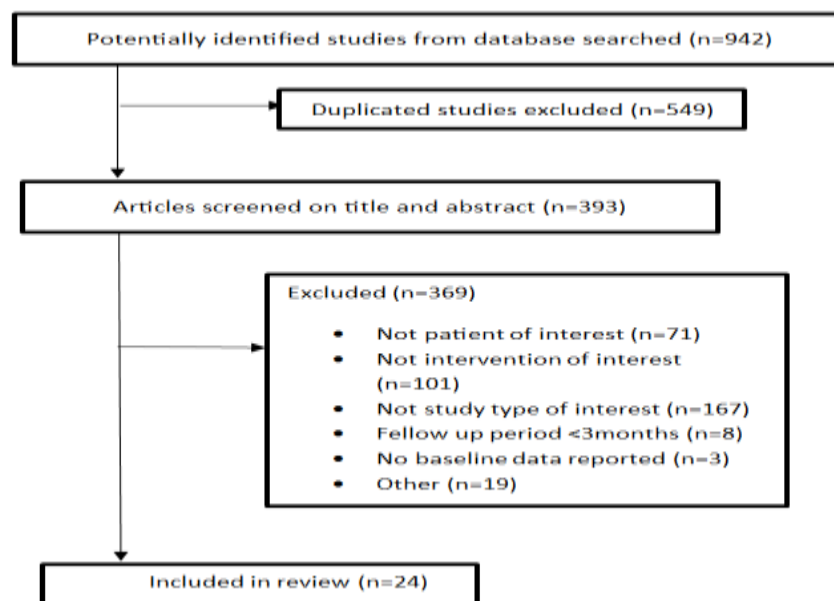 Potentially identified studies from database searched (n=942)
Duplicated studies excluded (n=549)
Articles screened on title and abstract (n=393)
Excluded (n=369)
• Not patient of interest (n=71)
• Not intervention of interest
(n=101)
• Not study type of interest (n=167)
• Fellow up period <3months (n=8)
• No baseline data reported (n=3)
• Other (n=19)
Included in review (n=24)